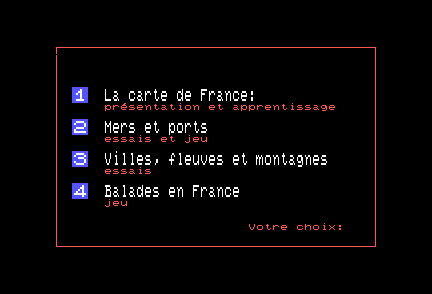 1 La carte de France:
présentation et apprentissage
2 Mers et ports
essais et jeu
3 Villes, fleuves et montagnes
essais
4 Balades en France
jeu
Votre choix: